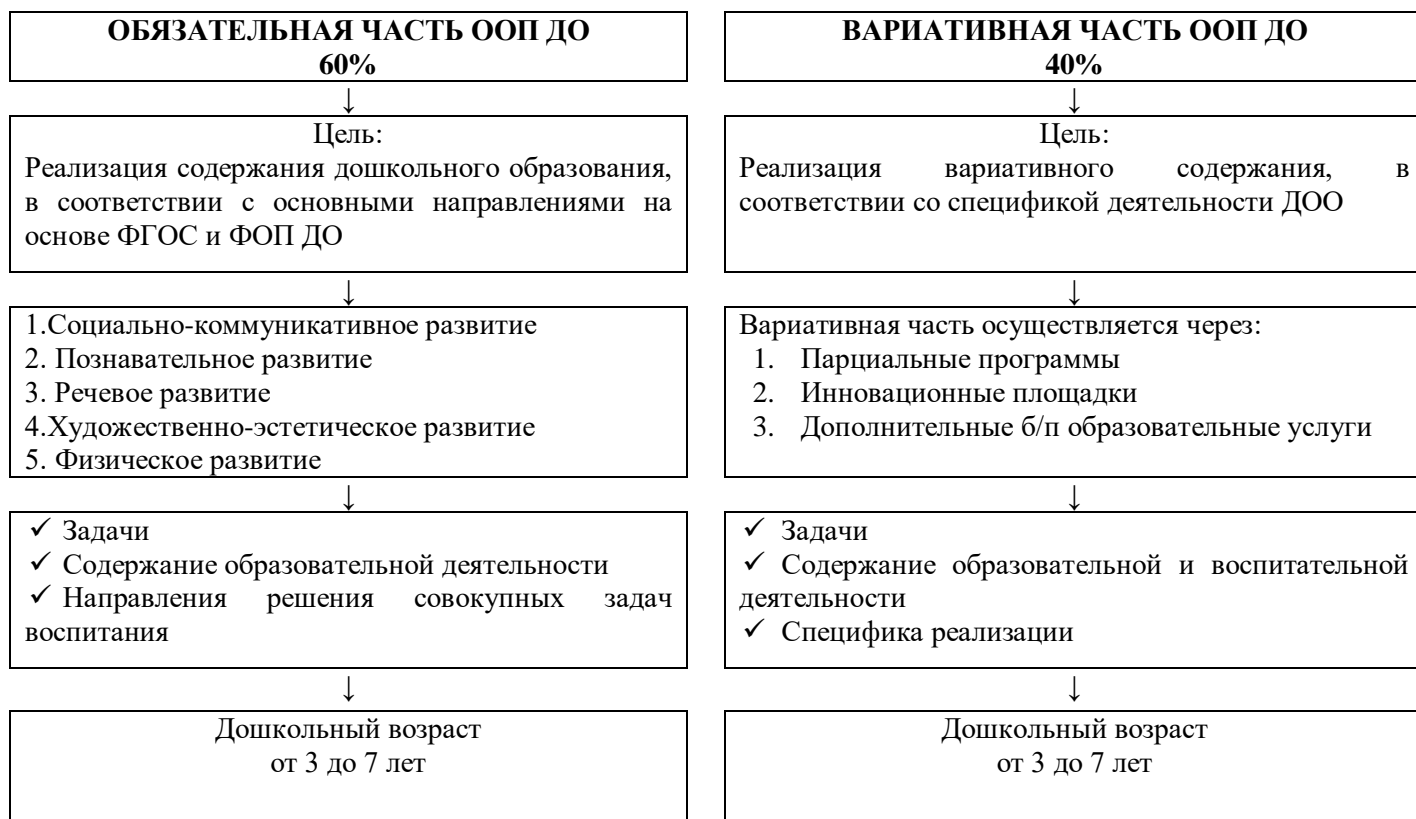 ОБЯЗАТЕЛЬНАЯ ЧАСТЬ ООП ДО
60%
↓
Цель:
Реализация содержания дошкольного образования,
в соответствии с основными направлениями на
основе ФГОС и ФОП ДО
↓
1.Социально-коммуникативное развитие
2. Познавательное развитие
3. Речевое развитие
4.Художественно-эстетическое развитие
5. Физическое развитие
↓
✓ Задачи
✓ Содержание образовательной деятельности
✓ Направления решения совокупных задач
воспитания
↓
Дошкольный возраст
от 3 до 7 лет
ВАРИАТИВНАЯ ЧАСТЬ ООП ДО
40%
↓
Цель:
Реализация вариативного содержания, в
соответствии со спецификой деятельности ДОО
↓
Вариативная часть осуществляется через:
1. Парциальные программы
2. Инновационные площадки
3. Дополнительные б/п образовательные услуги
↓
✓ Задачи
✓ Содержание образовательной и воспитательной
деятельности
✓ Специфика реализации
↓
Дошкольный возраст
от 3 до 7 лет